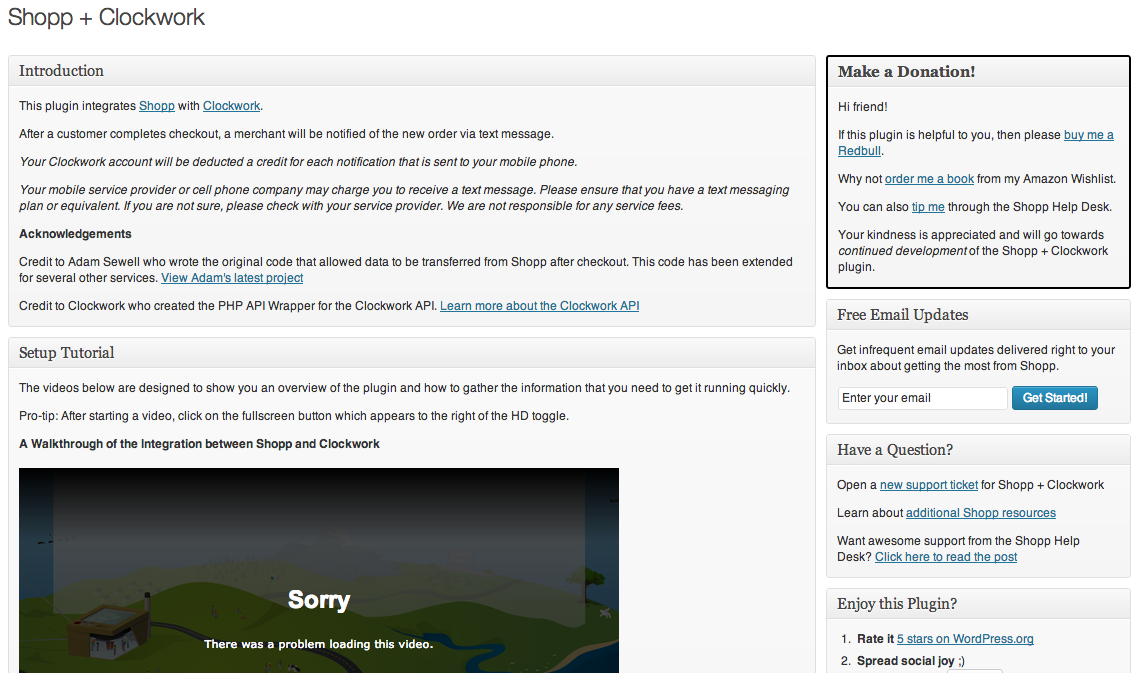 Shopp + Clockwork
Introduction
This plugin integrates Shopp with Clockwork.
After a customer completes checkout, a merchant will be notified of the new order via text message.
Your Clockwork account will be deducted a credit for each notification that is sent to your mobile phone.
Your mobile service provider or cell phone company may charge you to receive a text message. Please ensure that you have a text messaging
plan or equivalent. If you are not sure, please check with your service provider. We are not responsible for any service fees.
Acknowledgements
Credit to Adam Sewell who wrote the original code that allowed data to be transferred from Shopp after checkout. This code has been extended
for several other services. View Adam's latest project
Credit to Clockwork who created the PHP API Wrapper for the Clockwork API. Learn more about the Clockwork API
Setup Tutorial
The videos below are designed to show you an overview of the plugin and how to gather the information that you need to get it running quickly.
Pro-tip: After starting a video, click on the fullscreen button which appears to the right of the HD toggle.
A Walkthrough of the Integration between Shopp and Clockwork
Sorry
There was a problem loading this video.
Make a Donation!
Hi friend!
If this plugin is helpful to you, then please buy me a
Redbull.
Why not order me a book from my Amazon Wishlist.
You can also tip me through the Shopp Help Desk.
Your kindness is appreciated and will go towards
continued development of the Shopp + Clockwork
plugin.
Free Email Updates
Get infrequent email updates delivered right to your
inbox about getting the most from Shopp.
Enter your email Get Started!
Have a Question?
Open a new support ticket for Shopp + Clockwork
Learn about additional Shopp resources
Want awesome support from the Shopp Help
Desk? Click here to read the post
Enjoy this Plugin?
1. Rate it 5 stars on WordPress.org
2. Spread social joy ;)